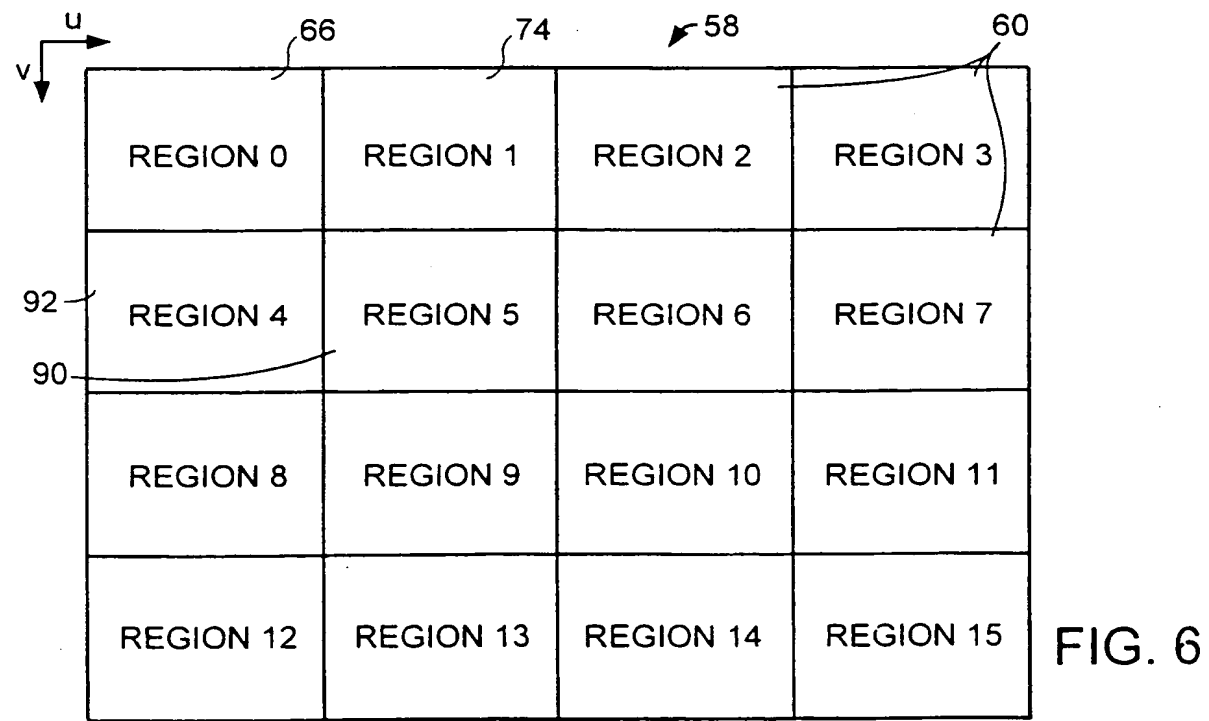 u
v
66
74
58
60
REGION 0 REGION 1 REGION 2 REGION 3
92
REGION 4 REGION 5 REGION 6 REGION 7
90
REGION 8 REGION 9 REGION 10 REGION 11
REGION 12 REGION 13 REGION 14 REGION 15
FIG. 6